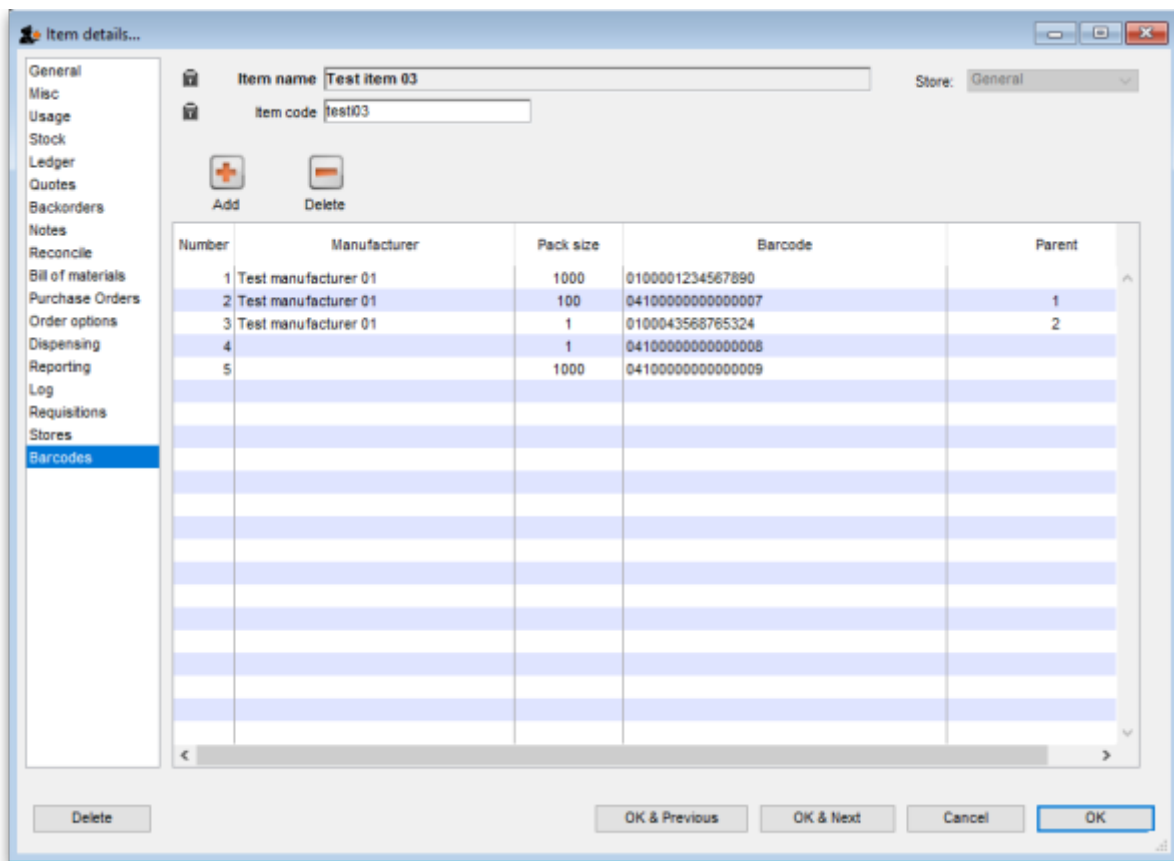 Item details...
General
Misc
Usage
Stock
Ledger
Quotes
Backorders
Notes
Reconcile
Bill of materials
Purchase Orders
Order options
Dispensing
Reporting
Log
Requisitions
Stores
Barcodes
Item name Test item 03 Store: General
Item code testi03
Add Delete
Number Manufacturer Pack size Barcode Parent
1 Test manufacturer 01 1000 0100001234567890
2 Test manufacturer 01 100 04100000000000007 1
3 Test manufacturer 01 1 0100043568765324 2
4 1 04100000000000008
5 1000 04100000000000009
Delete OK & Previous OK & Next Cancel OK